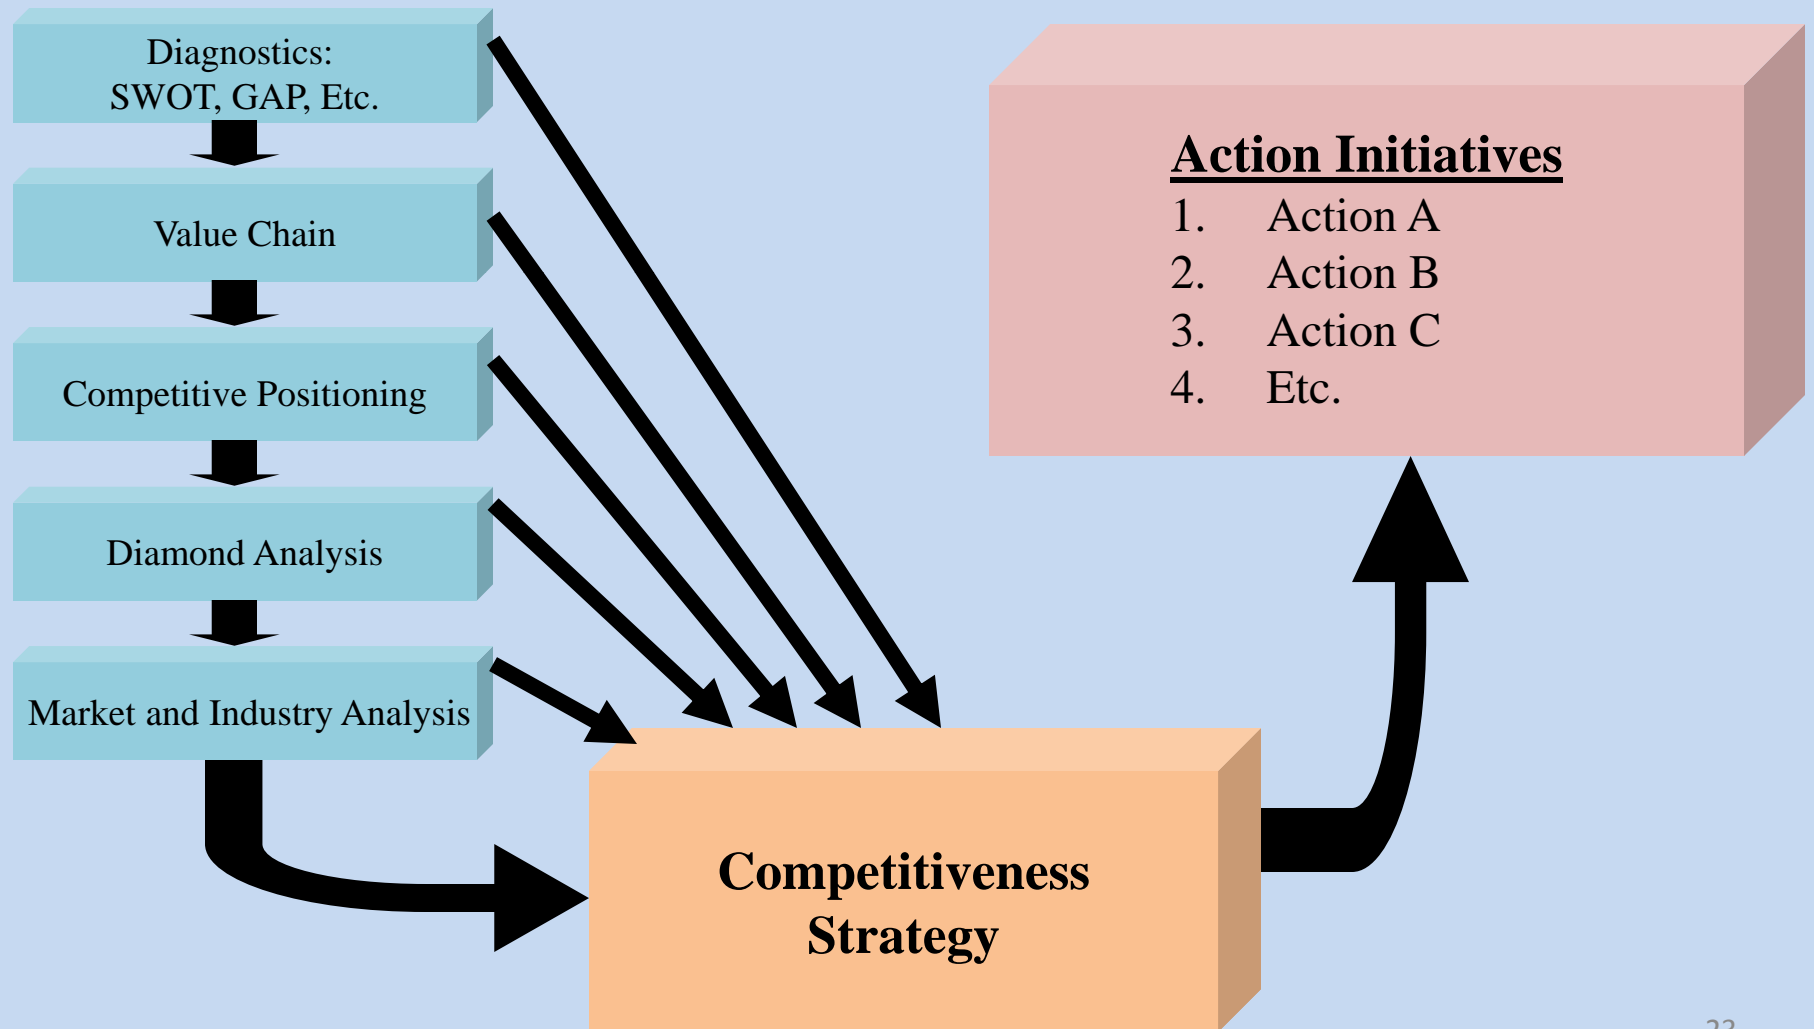 Diagnostics:
SWOT, GAP, Etc.
Value Chain
Competitive Positioning
Diamond Analysis
Market and Industry Analysis
Action Initiatives
1. Action A
2. Action B
3. Action C
4. Etc.
Competitiveness
Strategy